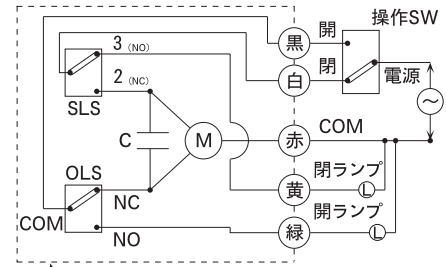 操作SW
黒 開
3 (NO)
白 閉
電源
2 (NC)
SLS
C
M
赤 COM
OLS
閉ランプ
黄 L
NC
開ランプ
COM
緑 L
NO